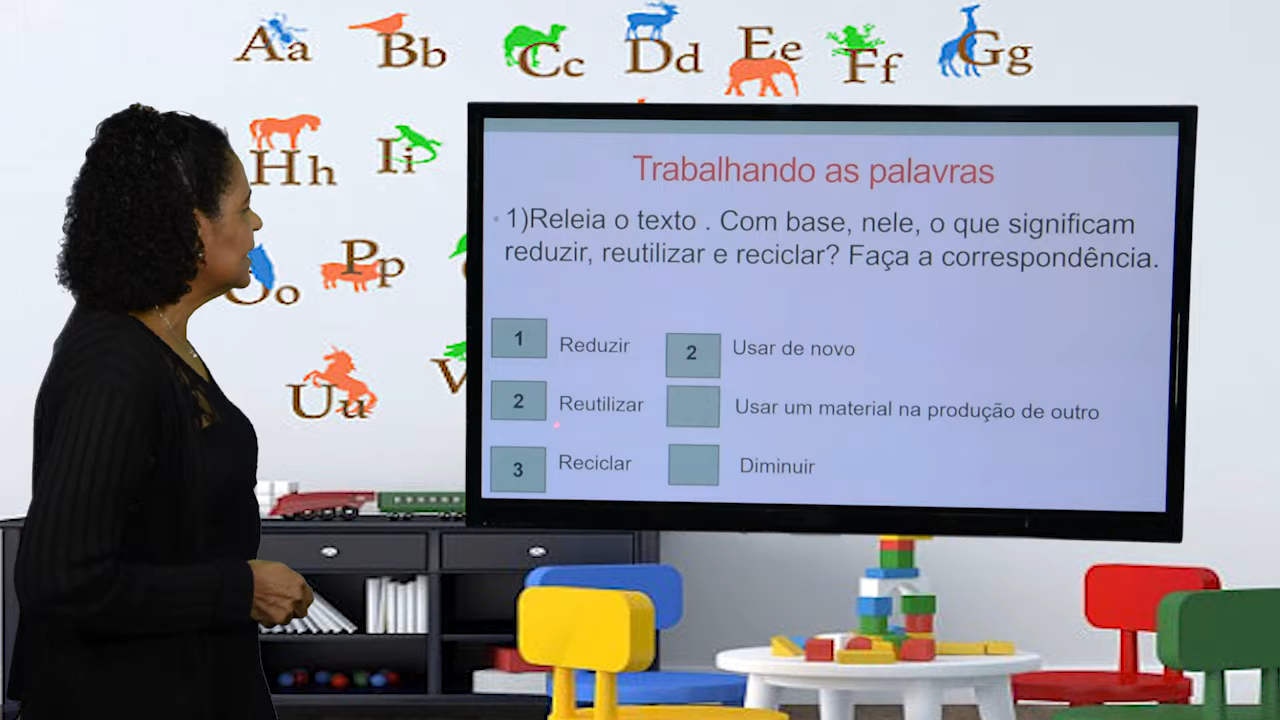 Aa Bb Cc Dd Ee Ff Gg
Hh Ii
Oo Pp
Uu V
Trabalhando as palavras
1)Releia o texto . Com base, nele, o que significam
reduzir, reutilizar e reciclar? Faça a correspondência.
1 Reduzir 2 Usar de novo
2 Reutilizar Usar um material na produção de outro
3 Reciclar Diminuir